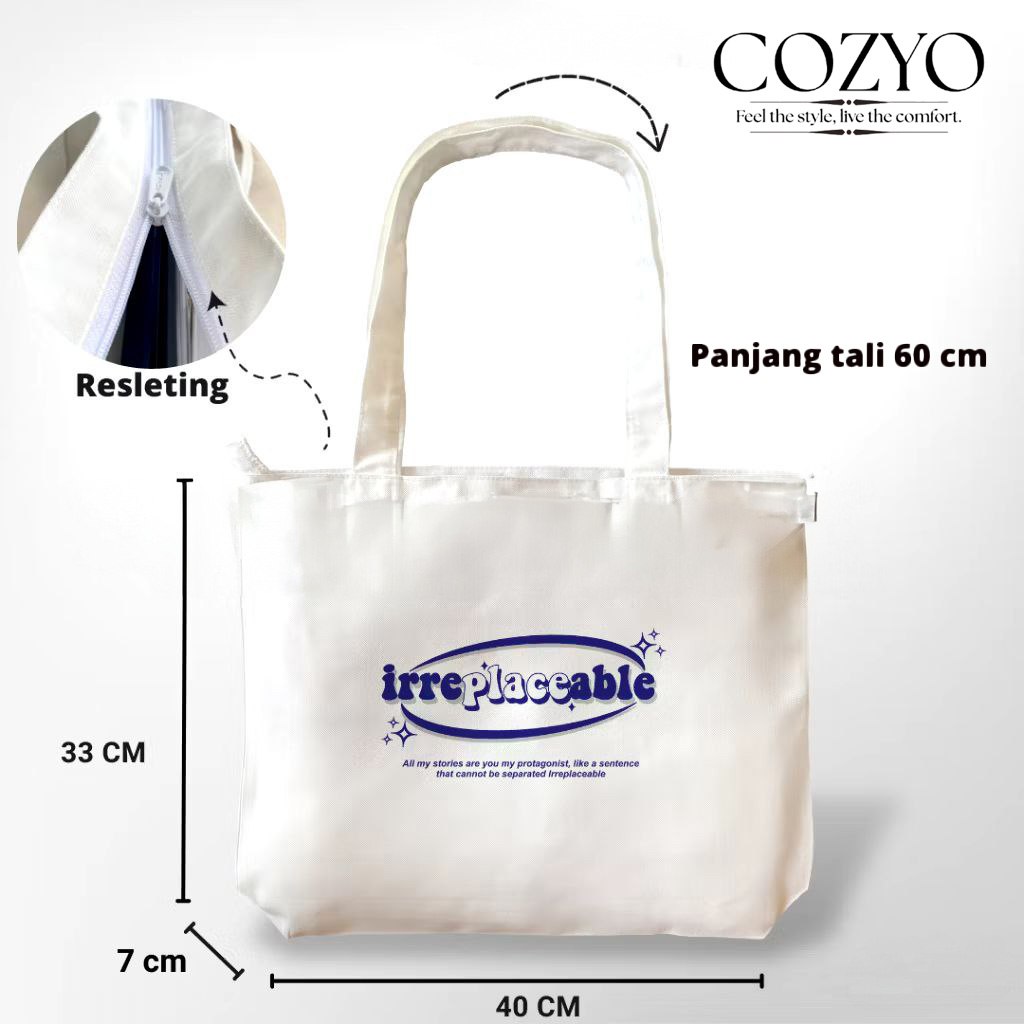 COZYO
Feel the style, live the comfort.
Resleting
Panjang tali 60 cm
irreplaceable
All my stories are you my protagonist, like a sentence
that cannot be separated Irreplaceable
33 CM
7 cm
40 CM